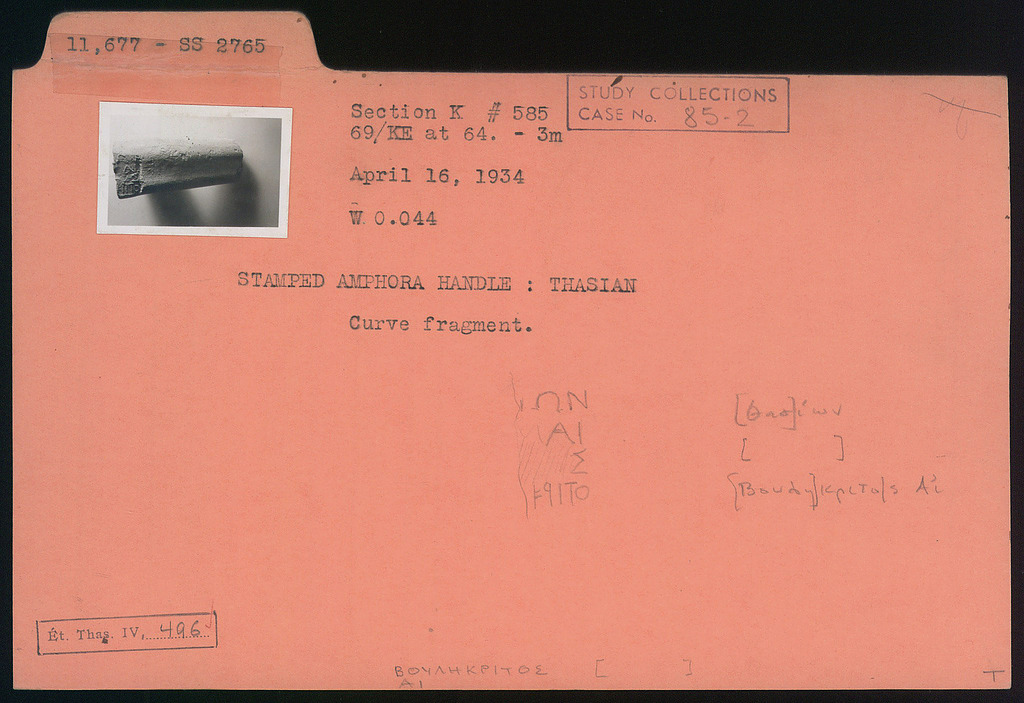 11,677 - SS 2765
STUDY COLLECTIONS
CASE No. 85-2
Section K # 585
69/KE at 64. - 3m
April 16, 1934
W. 0.044
STAMPED AMPHORA HANDLE : THASIAN
Curve fragment.
ΩΝ
ΑΙ
Σ
ΡΙΤΟ
[Θασ]ίων
[ ]
[Βουλη]κριτο|ς Αἰ
Ét. Thas. IV, 496
ΒΟΥΛΗΚΡΙΤΟΣ [ ]
ΑΙ
T